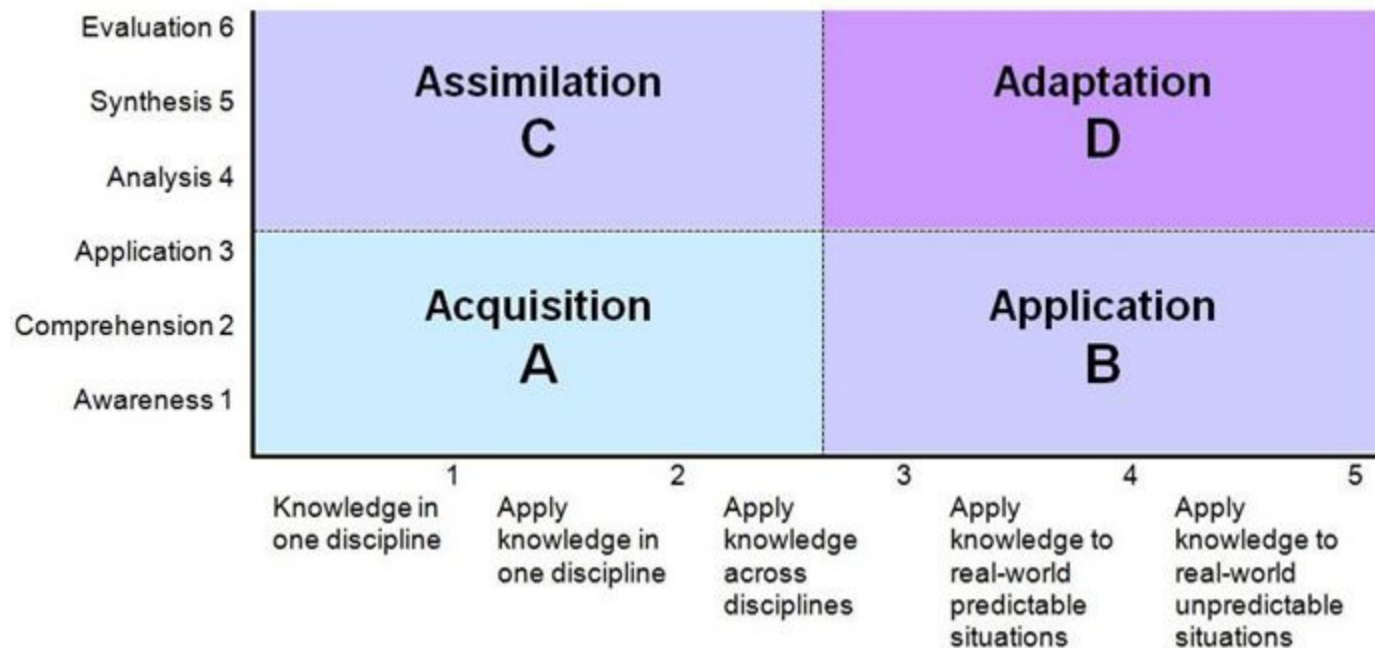 Evaluation 6
Synthesis 5
Analysis 4
Application 3
Comprehension 2
Awareness 1
Assimilation
C
Adaptation
D
Acquisition
A
Application
B
1
2
3
4
5
Knowledge in
one discipline
Apply
knowledge in
one discipline
Apply
knowledge
across
disciplines
Apply
knowledge to
real-world
predictable
situations
Apply
knowledge to
real-world
unpredictable
situations